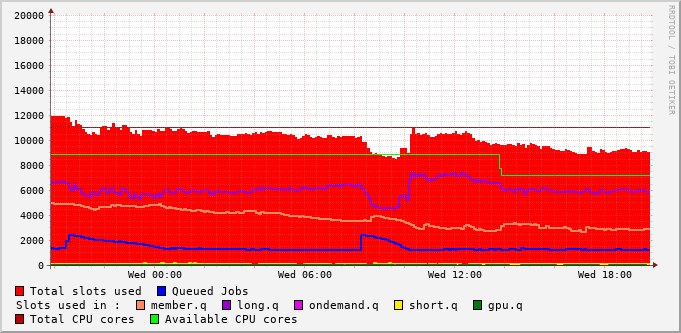 20000
18000
16000
14000
12000
10000
8000
6000
4000
2000
0
Wed 00:00 Wed 06:00 Wed 12:00 Wed 18:00
Total slots used Queued Jobs
Slots used in : member.q long.q ondemand.q short.q gpu.q
Total CPU cores Available CPU cores
RRDTOOL / TOBI OETIKER